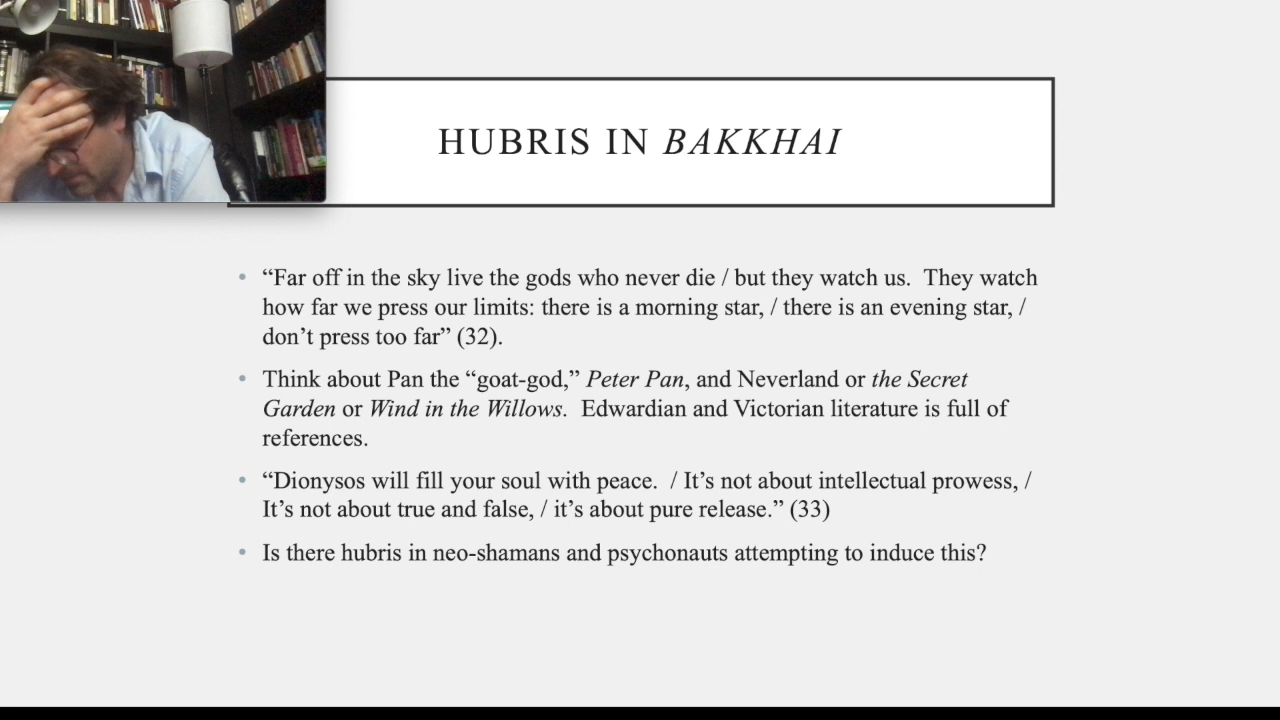 HUBRIS IN BAKKHAI
• “Far off in the sky live the gods who never die / but they watch us.  They watch
how far we press our limits: there is a morning star, / there is an evening star, /
don’t press too far” (32).
• Think about Pan the “goat-god,” Peter Pan, and Neverland or the Secret
Garden or Wind in the Willows.  Edwardian and Victorian literature is full of
references.
• “Dionysos will fill your soul with peace.  / It’s not about intellectual prowess, /
It’s not about true and false, / it’s about pure release.” (33)
• Is there hubris in neo-shamans and psychonauts attempting to induce this?